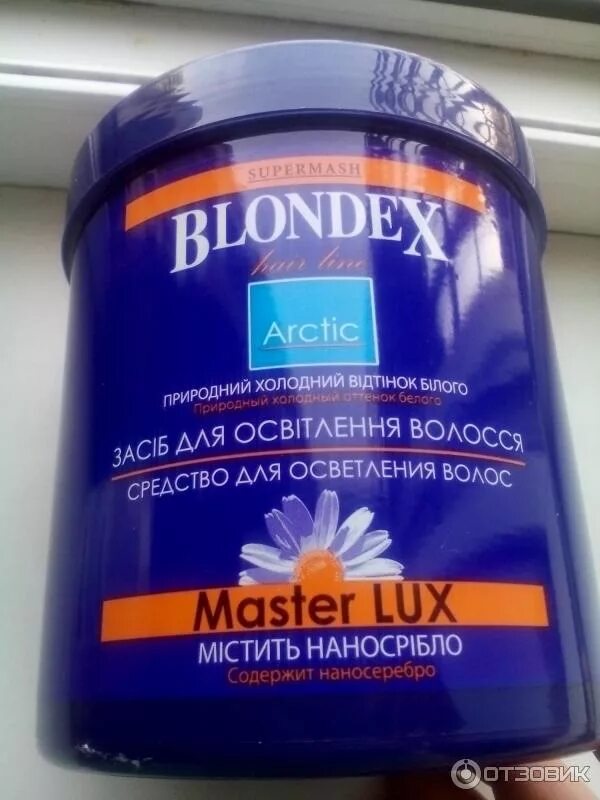 SUPERMASH
BLONDEX
hair line
Arctic
ПРИРОДНИЙ ХОЛОДНИЙ ВІДТІНОК БІЛОГО
Природный холодный оттенок белого
ЗАСІБ ДЛЯ ОСВІТЛЕННЯ ВОЛОССЯ
СРЕДСТВО ДЛЯ ОСВЕТЛЕНИЯ ВОЛОС
Master LUX
МІСТИТЬ НАНОСРІБЛО
Содержит наносеребро
ОТЗОВИК